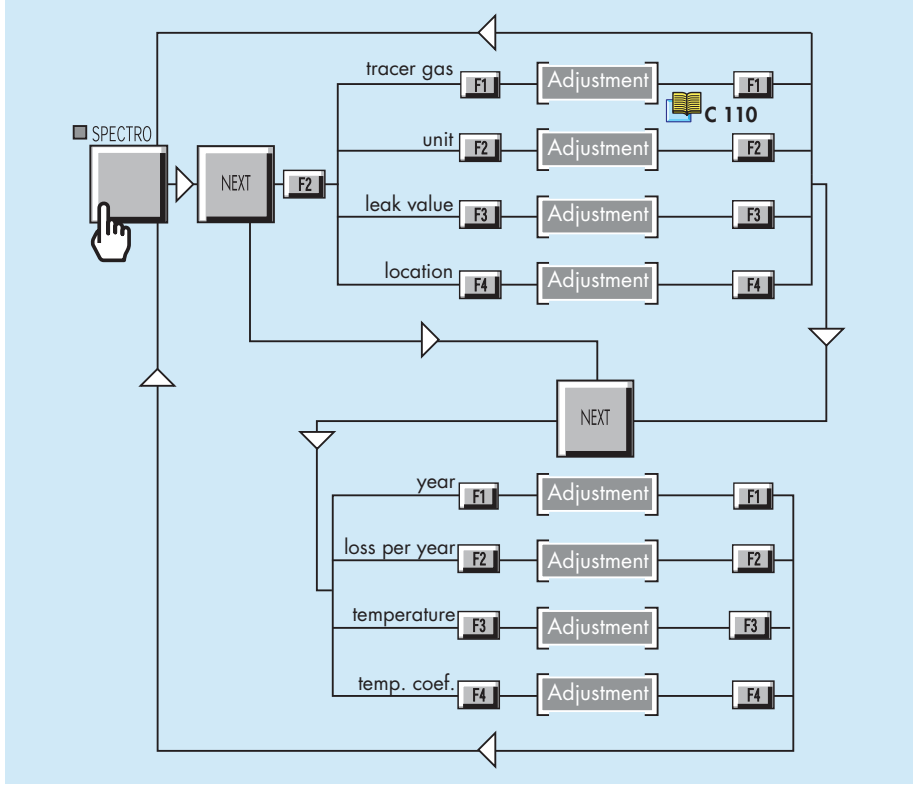 tracer gas F1 Adjustment F1
C 110
SPECTRO
unit F2 Adjustment F2
NEXT F2
leak value F3 Adjustment F3
location F4 Adjustment F4
NEXT
year F1 Adjustment F1
loss per year F2 Adjustment F2
temperature F3 Adjustment F3
temp. coef. F4 Adjustment F4